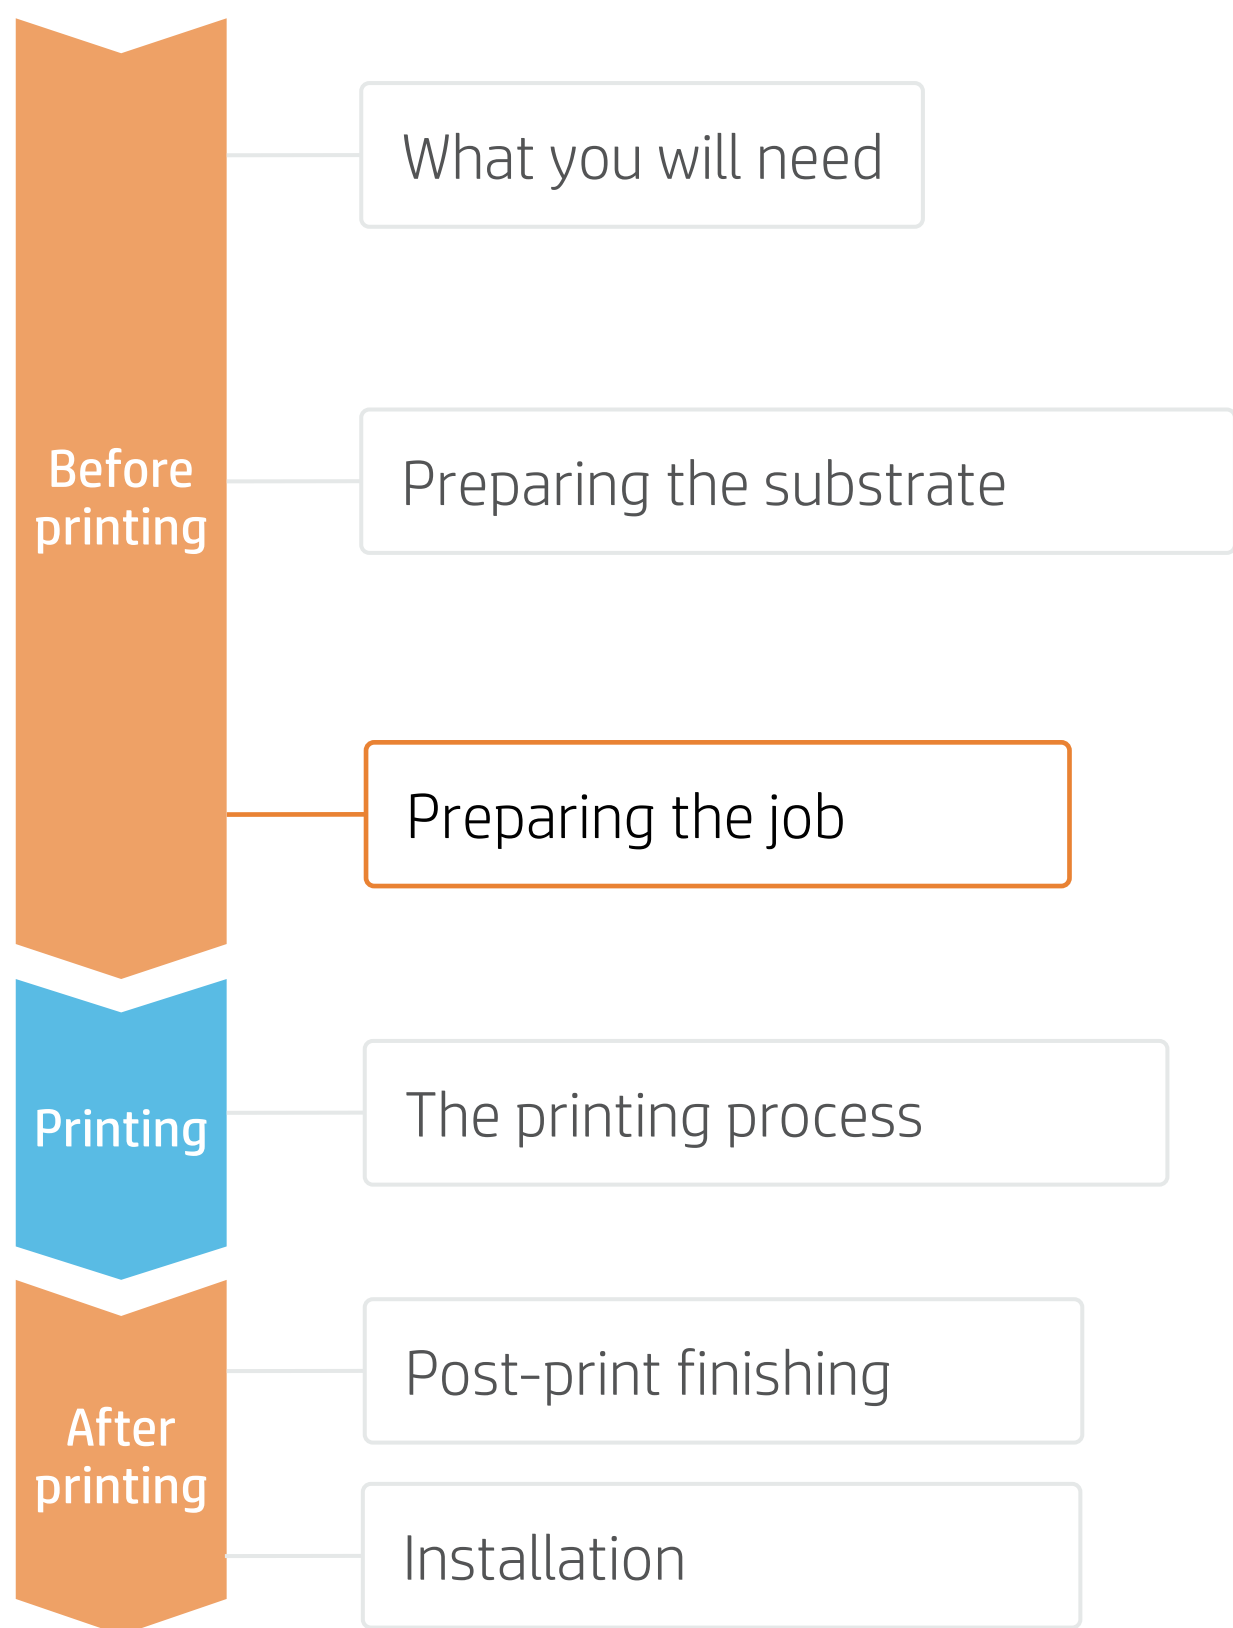 What you will need
Before
printing
Preparing the substrate
Preparing the job
Printing
The printing process
After
printing
Post-print finishing
Installation